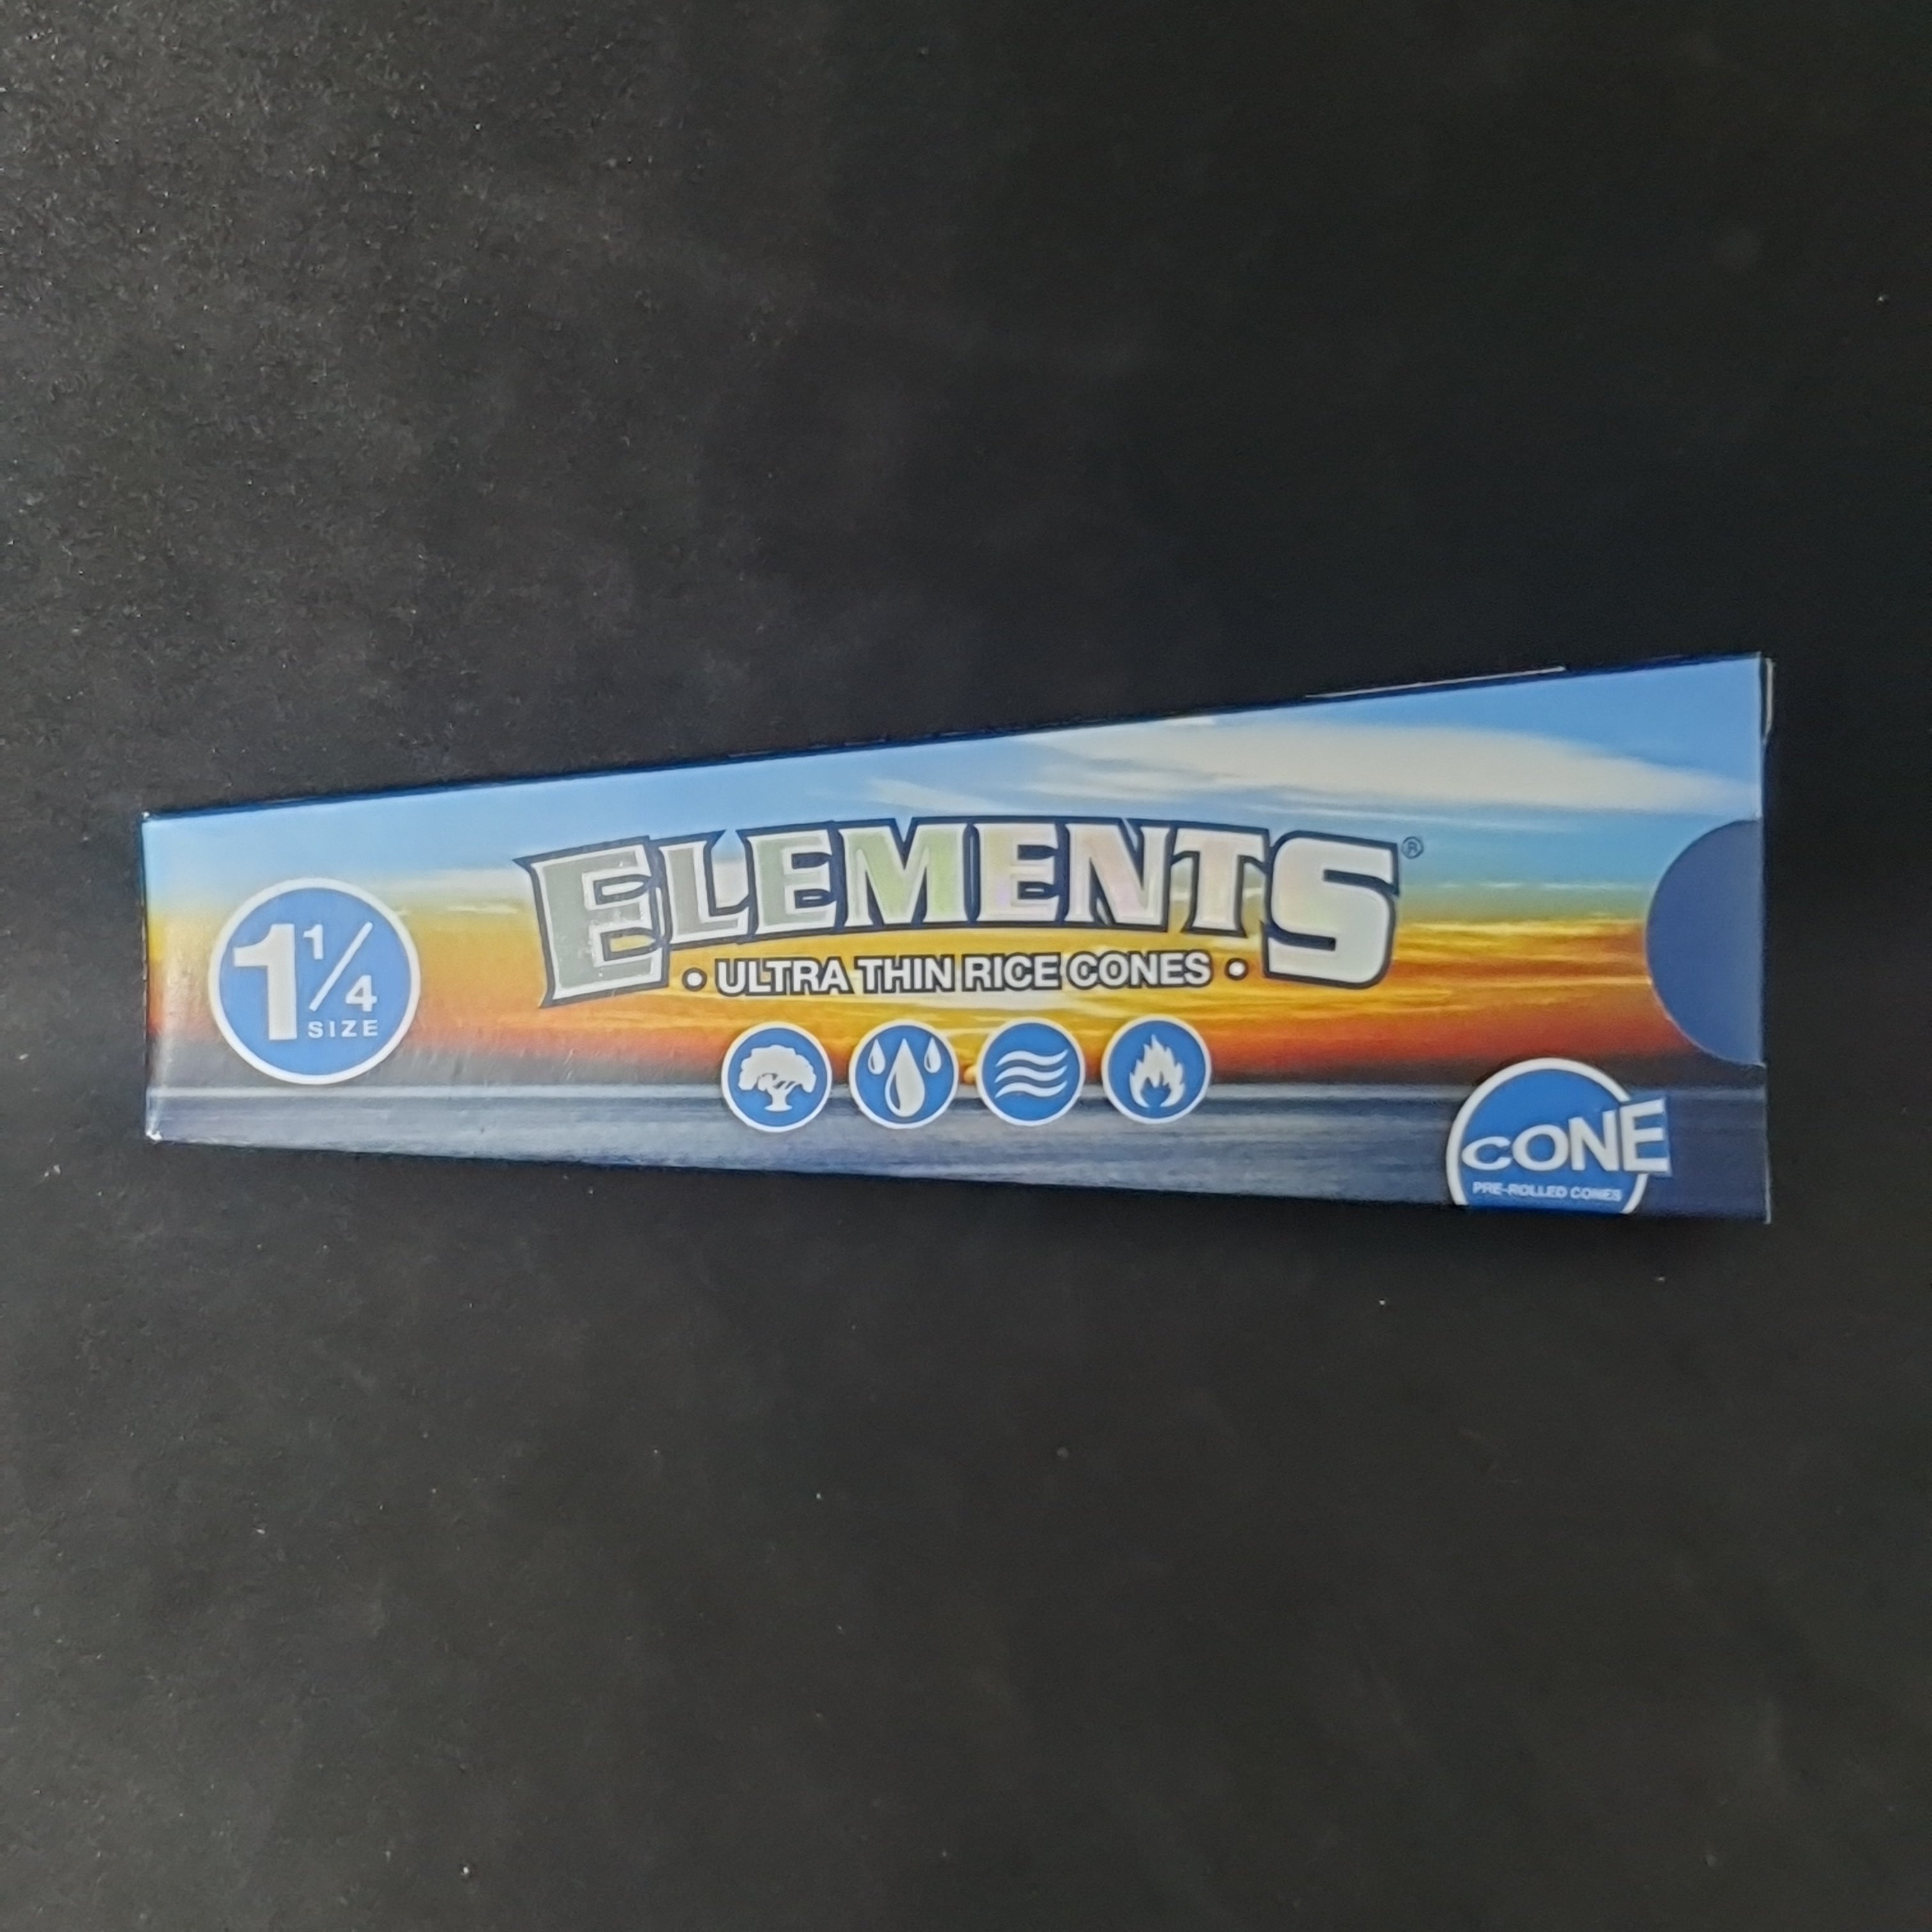 1 1/4
SIZE
ELEMENTS®
• ULTRA THIN RICE CONES •
CONE
PRE-ROLLED CONES